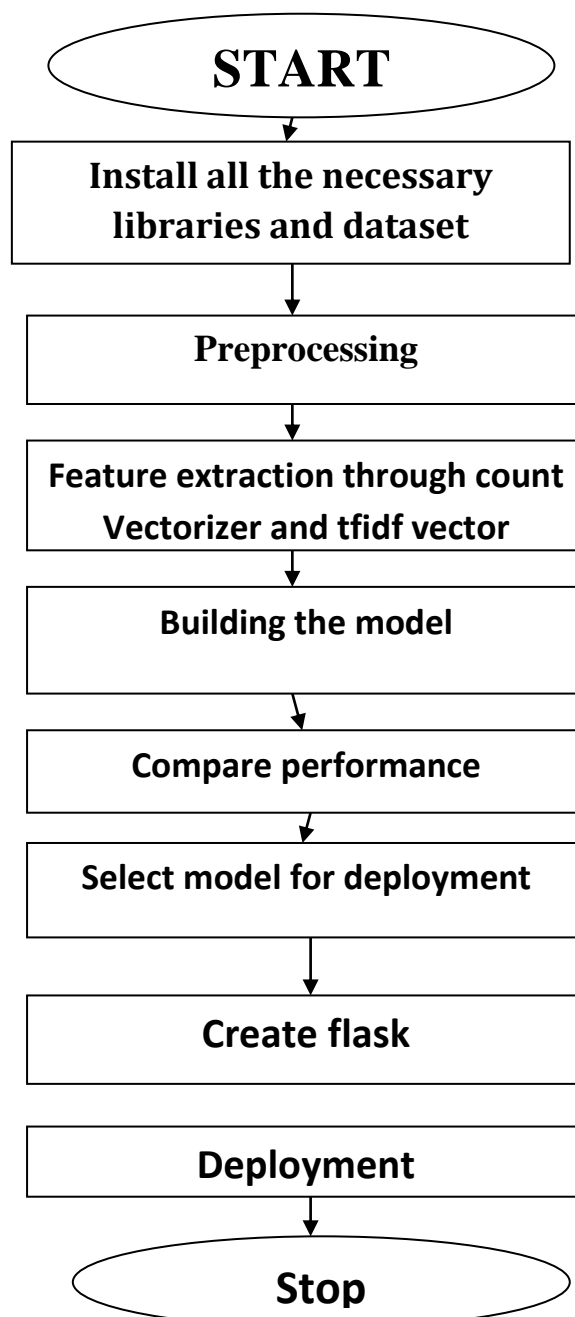 START
Install all the necessary
libraries and dataset
Preprocessing
Feature extraction through count
Vectorizer and tfidf vector
Building the model
Compare performance
Select model for deployment
Create flask
Deployment
Stop